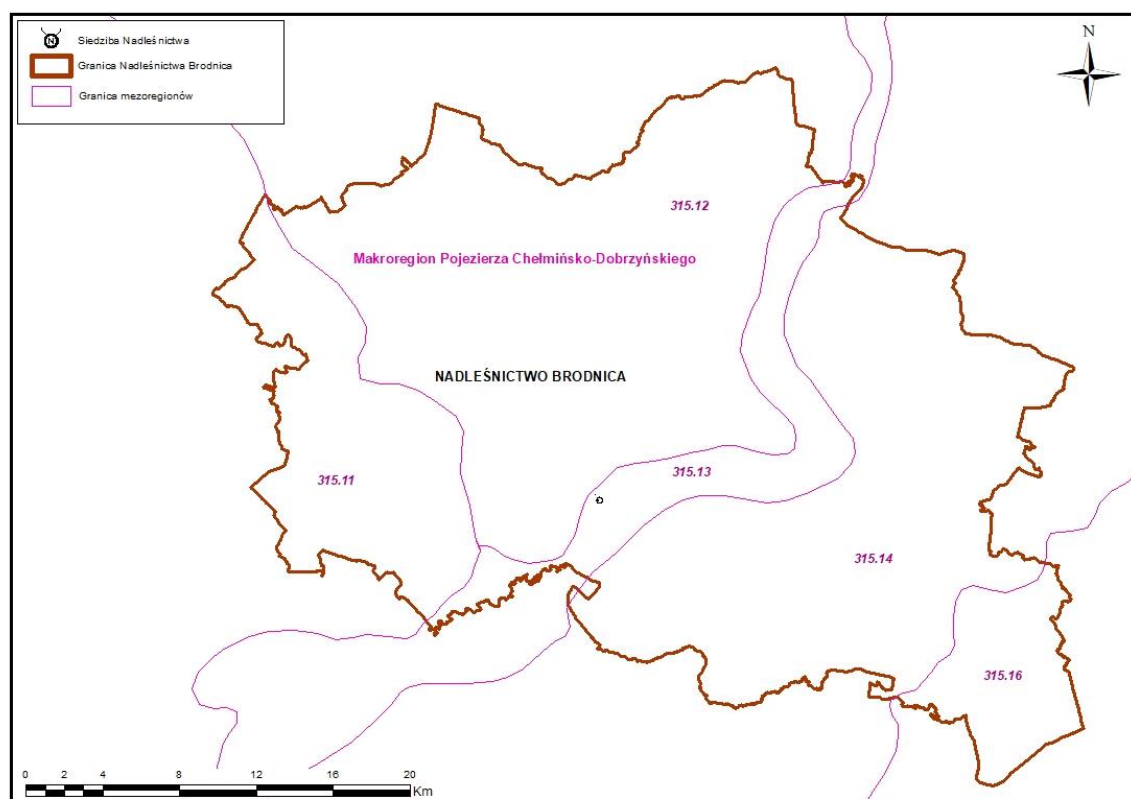 Siedziba Nadleśnictwa
Granica Nadleśnictwa Brodnica
Granica mezoregionów
N
315.12
Makroregion Pojezierza Chełmińsko-Dobrzyńskiego
NADLEŚNICTWO BRODNICA
315.13
315.11
315.14
315.16
0 2 4 8 12 16 20
Km